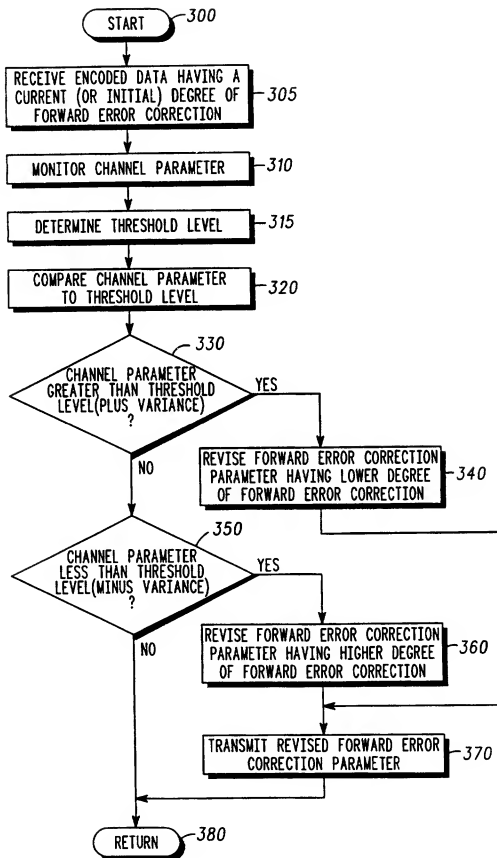 START
300
RECEIVE ENCODED DATA HAVING A
CURRENT (OR INITIAL) DEGREE OF
FORWARD ERROR CORRECTION
305
MONITOR CHANNEL PARAMETER
310
DETERMINE THRESHOLD LEVEL
315
COMPARE CHANNEL PARAMETER
TO THRESHOLD LEVEL
320
330
CHANNEL PARAMETER
GREATER THAN THRESHOLD
LEVEL(PLUS VARIANCE)
?
YES
NO
REVISE FORWARD ERROR CORRECTION
PARAMETER HAVING LOWER DEGREE
OF FORWARD ERROR CORRECTION
340
350
CHANNEL PARAMETER
LESS THAN THRESHOLD
LEVEL(MINUS VARIANCE)
?
YES
NO
REVISE FORWARD ERROR CORRECTION
PARAMETER HAVING HIGHER DEGREE
OF FORWARD ERROR CORRECTION
360
TRANSMIT REVISED FORWARD ERROR
CORRECTION PARAMETER
370
RETURN
380